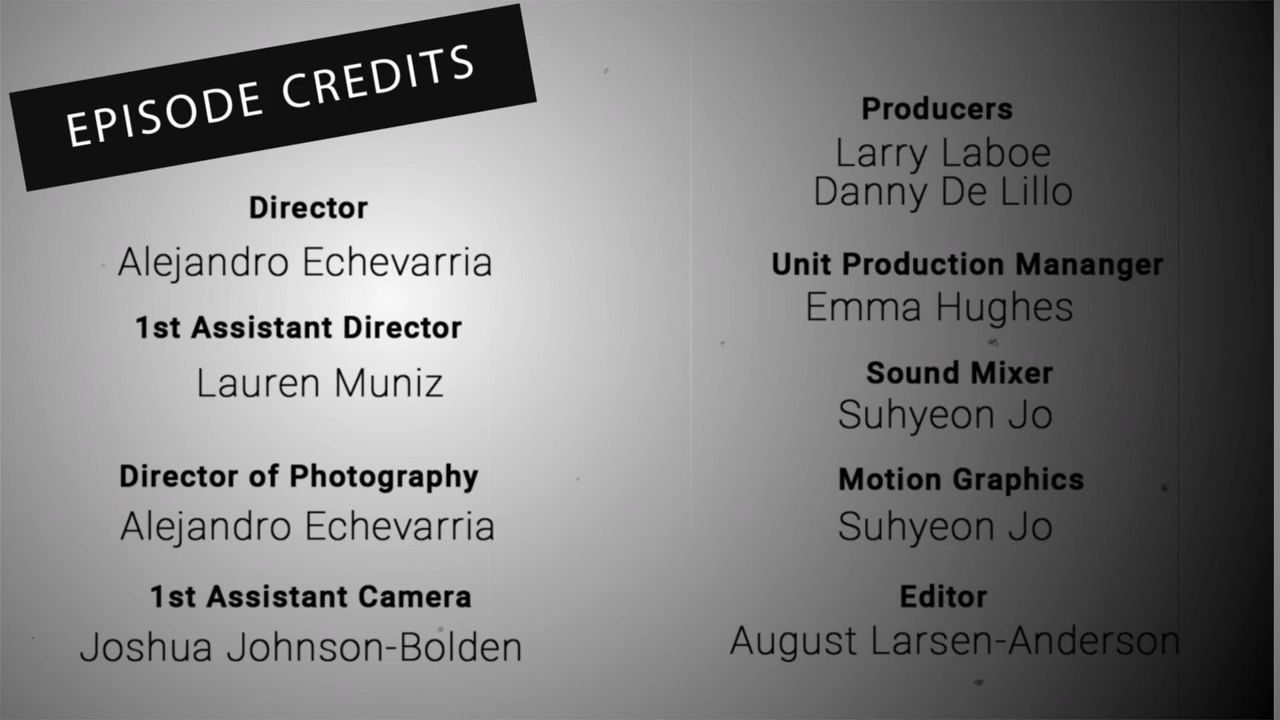 EPISODE CREDITS
Director
Alejandro Echevarria
1st Assistant Director
Lauren Muniz
Director of Photography
Alejandro Echevarria
1st Assistant Camera
Joshua Johnson-Bolden
Producers
Larry Laboe
Danny De Lillo
Unit Production Mananger
Emma Hughes
Sound Mixer
Suhyeon Jo
Motion Graphics
Suhyeon Jo
Editor
August Larsen-Anderson